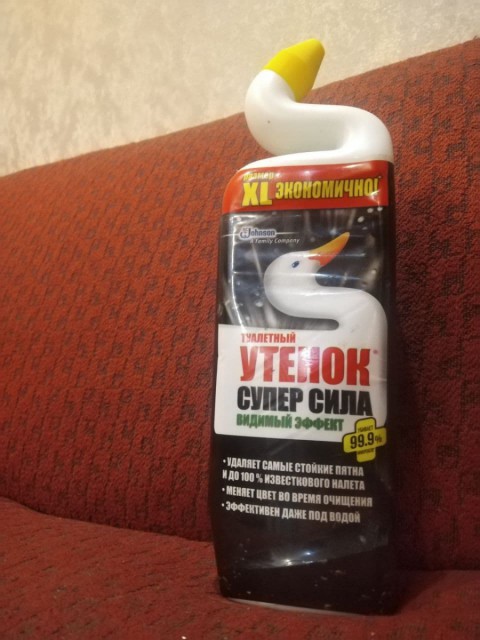 РАЗМЕР
XL ЭКОНОМИЧНО!
SC Johnson
A Family Company
ТУАЛЕТНЫЙ
УТЕНОК®
СУПЕР СИЛА
ВИДИМЫЙ ЭФФЕКТ
99.9%
• УДАЛЯЕТ САМЫЕ СТОЙКИЕ ПЯТНА
И ДО 100% ИЗВЕСТКОВОГО НАЛЕТА
• МЕНЯЕТ ЦВЕТ ВО ВРЕМЯ ОЧИЩЕНИЯ
• ЭФФЕКТИВЕН ДАЖЕ ПОД ВОДОЙ